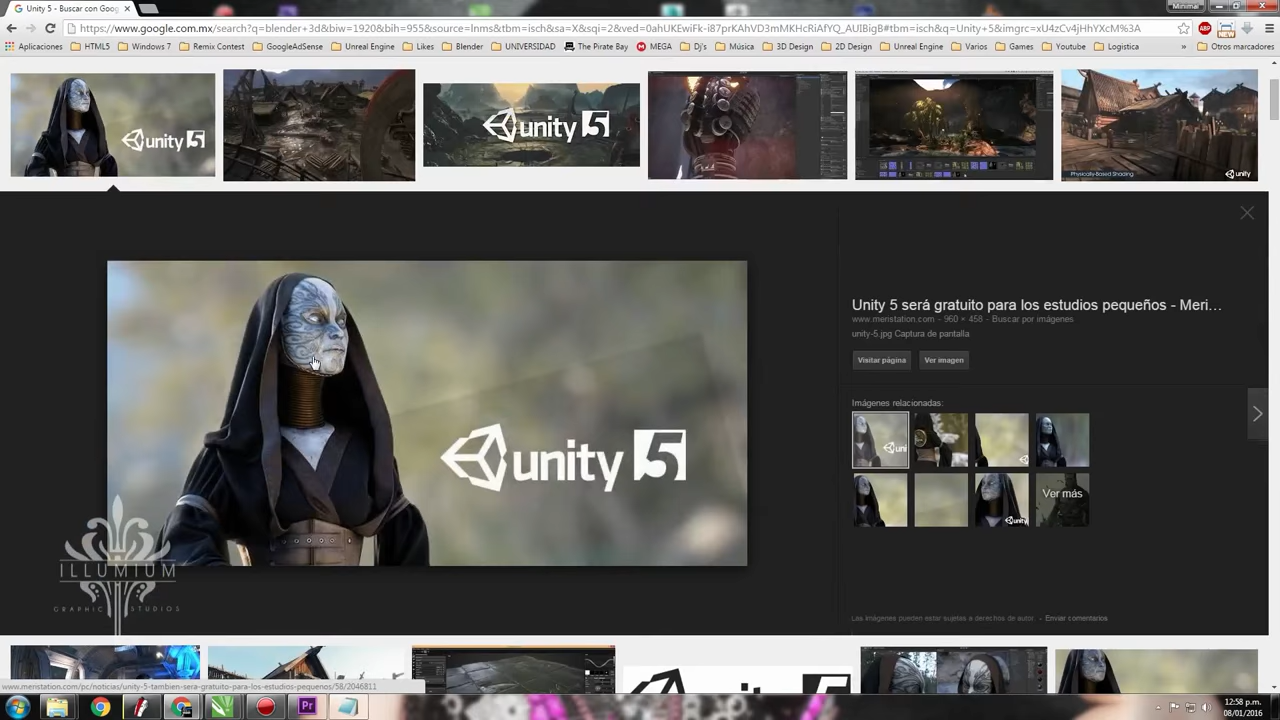 Unity 5 - Buscar con Goog
Minimal
https://www.google.com.mx/search?q=blender+3d&biw=1920&bih=955&source=lnms&tbm=isch&sa=X&sqi=2&ved=0ahUKEwiFk-i87prKAhVD3mMKHcRiAfYQ_AUIBigB#tbm=isch&q=Unity+5&imgrc=xU4zCv4jHhYXcM%3A
ABP
NEW
Aplicaciones HTML5 Windows 7 Remix Contest GoogleAdSense Unreal Engine Likes Blender UNIVERSIDAD The Pirate Bay MEGA Dj's Música 3D Design 2D Design Unreal Engine Varios Games Youtube Logistica » Otros marcadores
unity 5
unity 5
Physically-Based Shading
unity
Unity 5 será gratuito para los estudios pequeños - Meri...
www.meristation.com - 960 × 458 - Buscar por imágenes
unity-5.jpg Captura de pantalla
Visitar página Ver imagen
Imágenes relacionadas:
uni
unity 5
Ver más
unity
ILLUMIUM
GRAPHIC STUDIOS
Las imágenes pueden estar sujetas a derechos de autor. - Enviar comentarios
www.meristation.com/pc/noticias/unity-5-tambien-sera-gratuito-para-los-estudios-pequenos/58/2046811
Pr
12:58 p.m.
08/01/2016